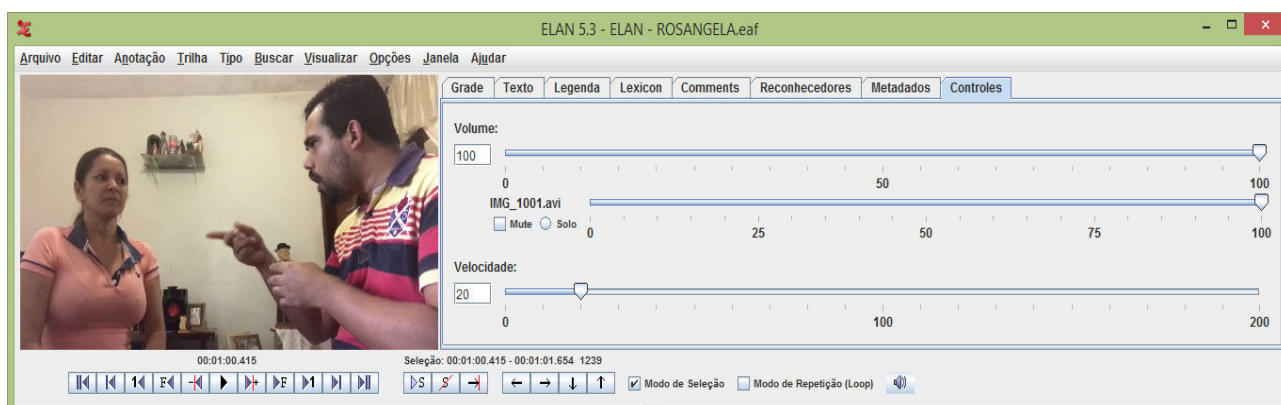 ELAN 5.3 - ELAN - ROSANGELA.eaf
Arquivo Editar Anotação Trilha Tipo Buscar Visualizar Opções Janela Ajudar
Grade Texto Legenda Lexicon Comments Reconhecedores Metadados Controles
Volume:
100
0 50 100
IMG_1001.avi
Mute Solo
0 25 50 75 100
Velocidade:
20
0 100 200
00:01:00.415
Seleção: 00:01:00.415 - 00:01:01.654 1239
1 F F 1 S S Modo de Seleção Modo de Repetição (Loop)